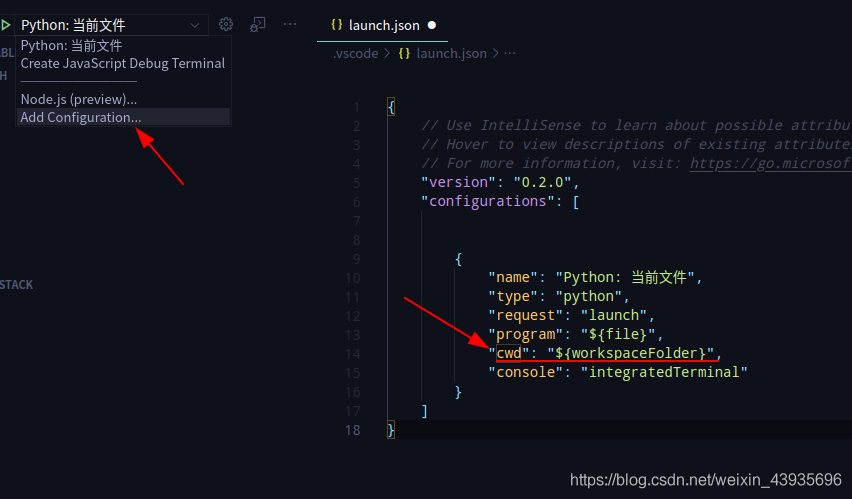 Python: 当前文件
Python: 当前文件
Create JavaScript Debug Terminal
Node.js (preview)...
Add Configuration...
ABL
H
STACK
{} launch.json
.vscode > {} launch.json > ...
1 {
2 // Use IntelliSense to learn about possible attribu
3 // Hover to view descriptions of existing attribute
4 // For more information, visit: https://go.microsof
5 "version": "0.2.0",
6 "configurations": [
7
8
9 {
10 "name": "Python: 当前文件",
11 "type": "python",
12 "request": "launch",
13 "program": "${file}",
14 "cwd": "${workspaceFolder}",
15 "console": "integratedTerminal"
16 }
17 ]
18 }
https://blog.csdn.net/weixin_43935696